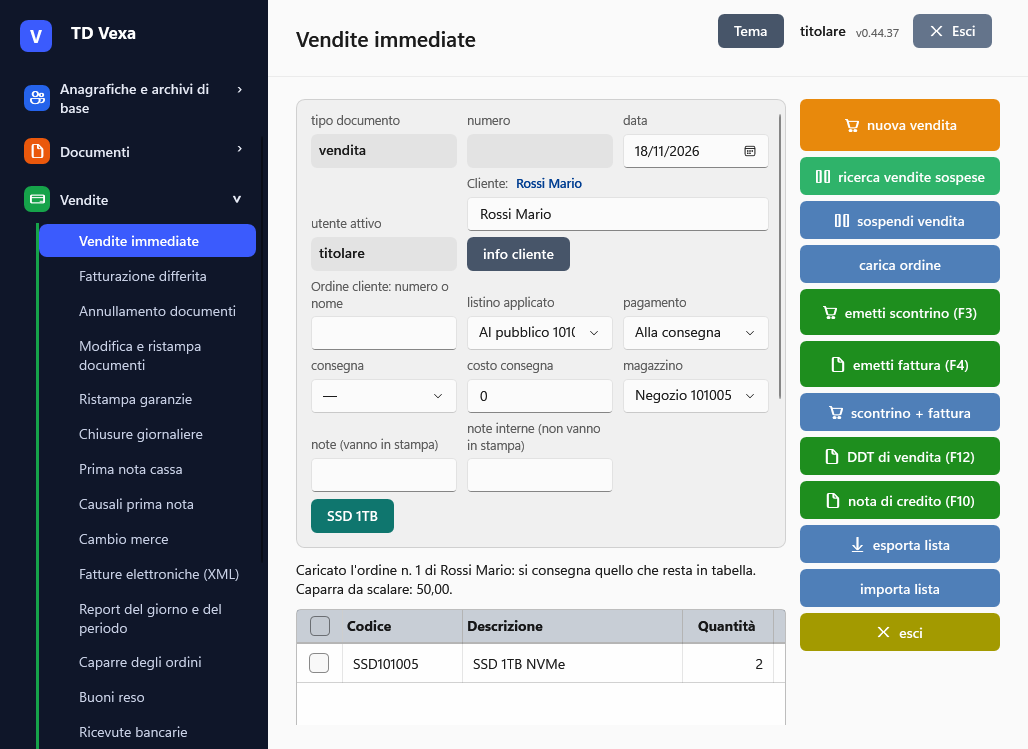 V
TD Vexa
Anagrafiche e archivi di
base
Documenti
Vendite
Vendite immediate
Fatturazione differita
Annullamento documenti
Modifica e ristampa
documenti
Ristampa garanzie
Chiusure giornaliere
Prima nota cassa
Causali prima nota
Cambio merce
Fatture elettroniche (XML)
Report del giorno e del
periodo
Caparre degli ordini
Buoni reso
Ricevute bancarie
Vendite immediate
Tema
titolare v0.44.37
Esci
tipo documento
numero
data
vendita
18/11/2026
Cliente: Rossi Mario
Rossi Mario
utente attivo
titolare
info cliente
Ordine cliente: numero o
nome
listino applicato
pagamento
Al pubblico 1010
Alla consegna
consegna
costo consegna
magazzino
—
0
Negozio 101005
note (vanno in stampa)
note interne (non vanno
in stampa)
SSD 1TB
Caricato l'ordine n. 1 di Rossi Mario: si consegna quello che resta in tabella.
Caparra da scalare: 50,00.
Codice Descrizione Quantità
SSD101005 SSD 1TB NVMe 2
nuova vendita
ricerca vendite sospese
sospendi vendita
carica ordine
emetti scontrino (F3)
emetti fattura (F4)
scontrino + fattura
DDT di vendita (F12)
nota di credito (F10)
esporta lista
importa lista
esci